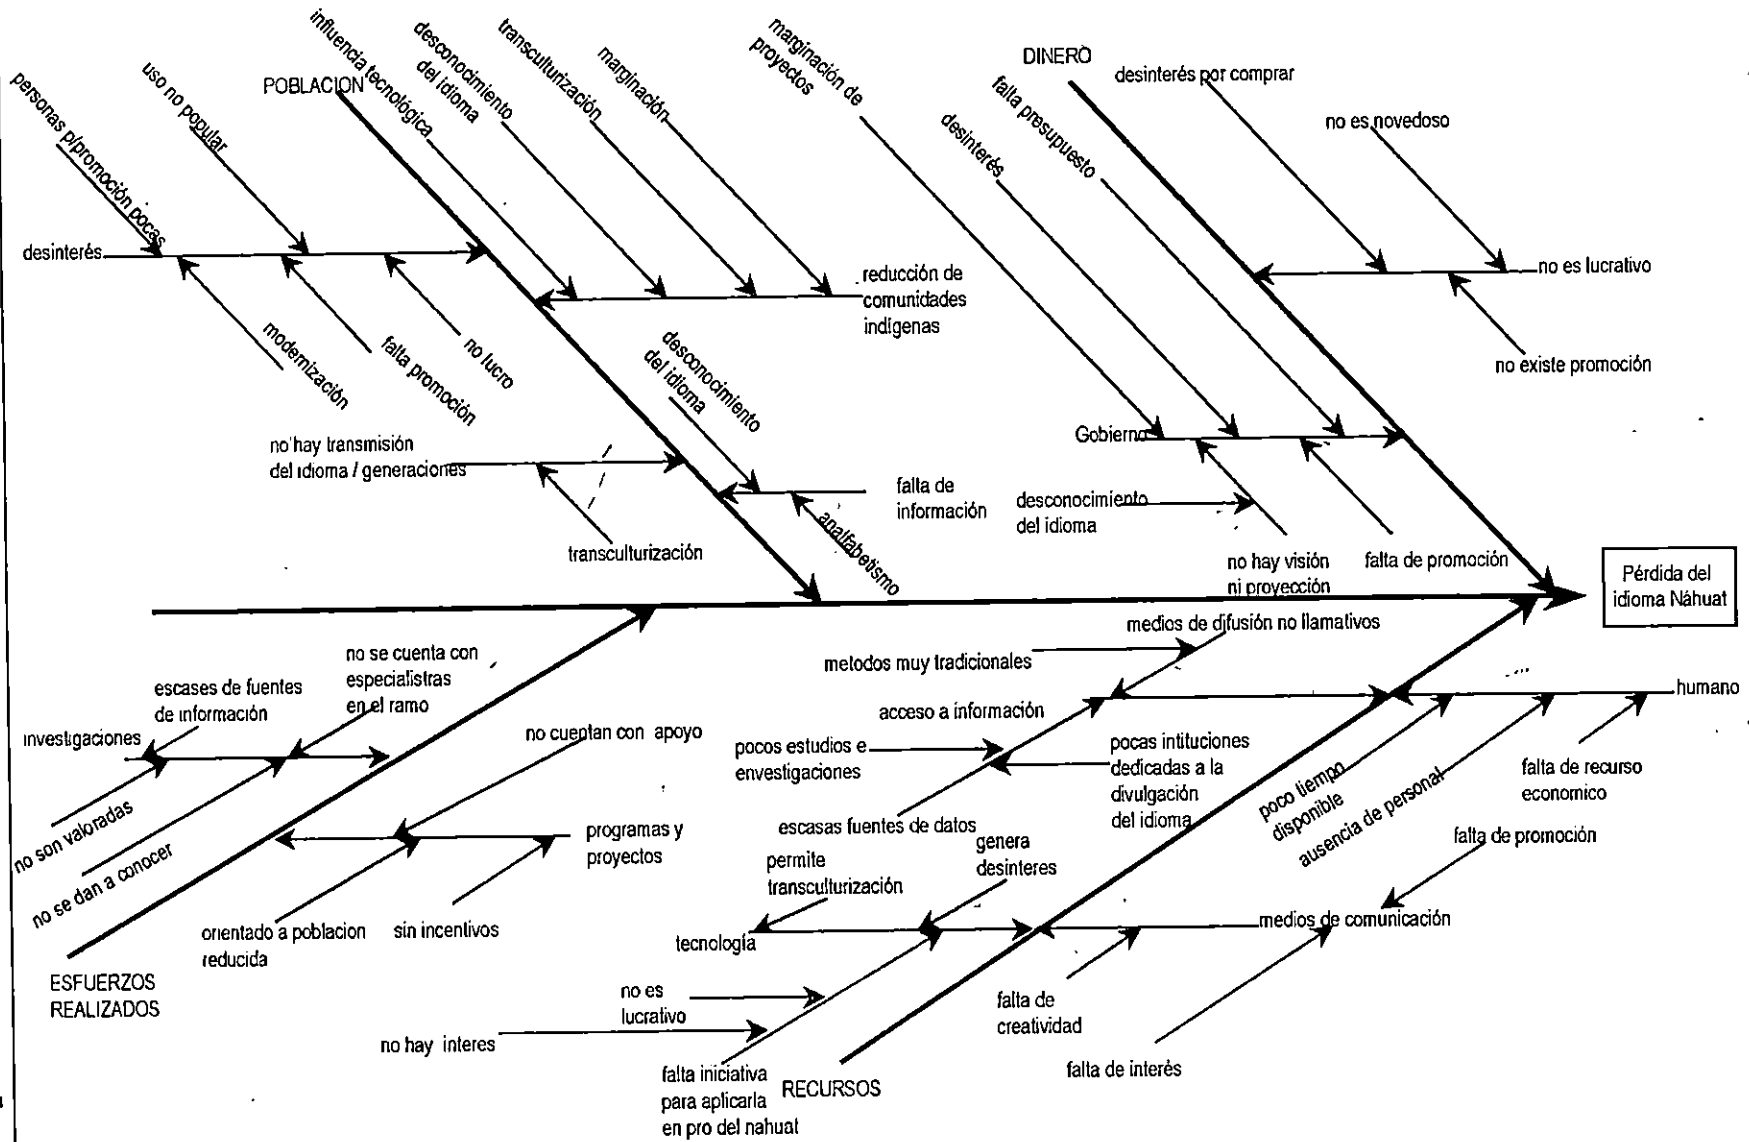 POBLACION
personas p/promoción pocas
uso no popular
desinterés
modernización
falta promoción
no lucro
influencia tecnológica
desconocimiento
del idioma
transculturización
marginación
reducción de
comunidades
indígenas
no hay transmisión
del idioma / generaciones
transculturización
desconocimiento
del idioma
falta de
información
analfabetismo
DINERO
desinterés por comprar
no es novedoso
no es lucrativo
no existe promoción
marginación de
proyectos
desinterés
falta presupuesto
Gobierno
desconocimiento
del idioma
no hay visión
ni proyección
falta de promoción
Pérdida del
idioma Náhuat
ESFUERZOS
REALIZADOS
investigaciones
escases de fuentes
de información
no se cuenta con
especialistras
en el ramo
no son valoradas
no se dan a conocer
no cuentan con apoyo
programas y
proyectos
orientado a poblacion
reducida
sin incentivos
RECURSOS
medios de difusión no llamativos
metodos muy tradicionales
acceso a información
pocos estudios e
envestigaciones
pocas intituciones
dedicadas a la
divulgación
del idioma
escasas fuentes de datos
humano
poco tiempo
disponible
ausencia de personal
falta de recurso
economico
tecnología
permite
transculturización
genera
desinteres
no es
lucrativo
no hay interes
falta iniciativa
para aplicarla
en pro del nahuat
medios de comunicación
falta de promoción
falta de
creatividad
falta de interés